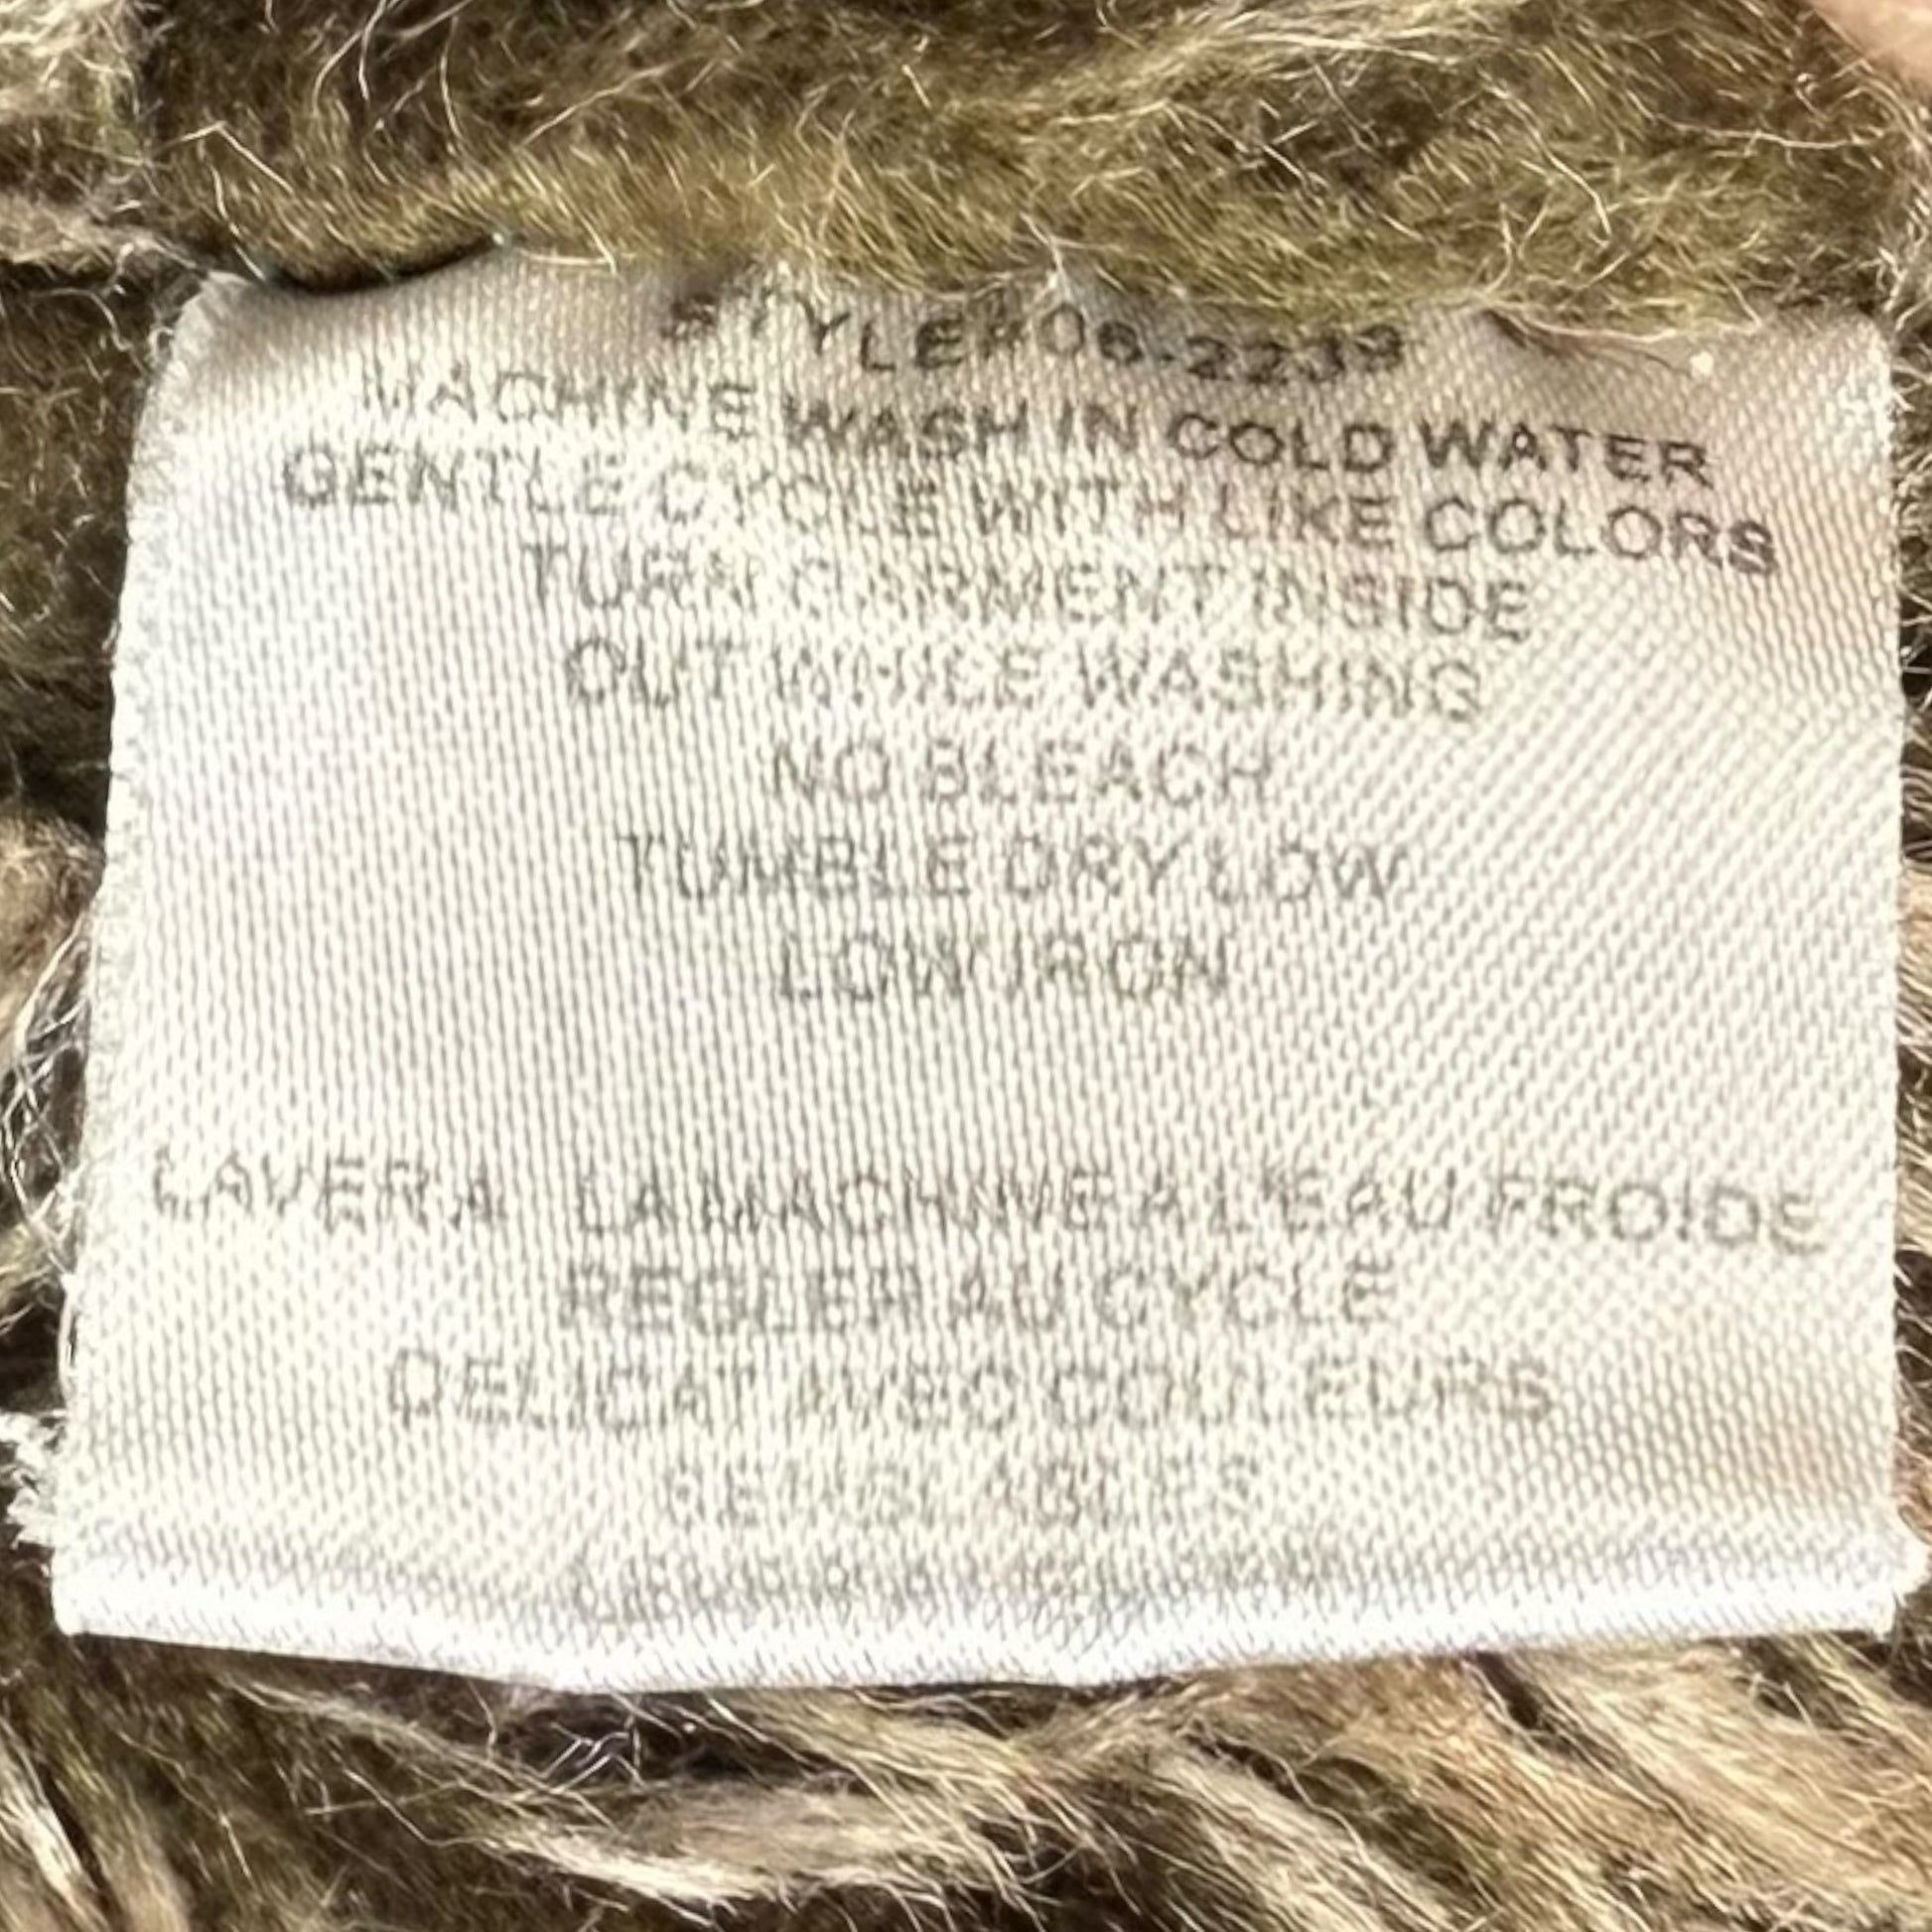 STYLE#06-2239
MACHINE WASH IN COLD WATER
GENTLE CYCLE WITH LIKE COLORS
TURN GARMENT INSIDE
OUT WHILE WASHING
NO BLEACH
TUMBLE DRY LOW
LOW IRON
LAVER A LA MACHINE A L'EAU FROIDE
REGLER AU CYCLE
DELICAT AVEC COULEURS
SEMBLABLES